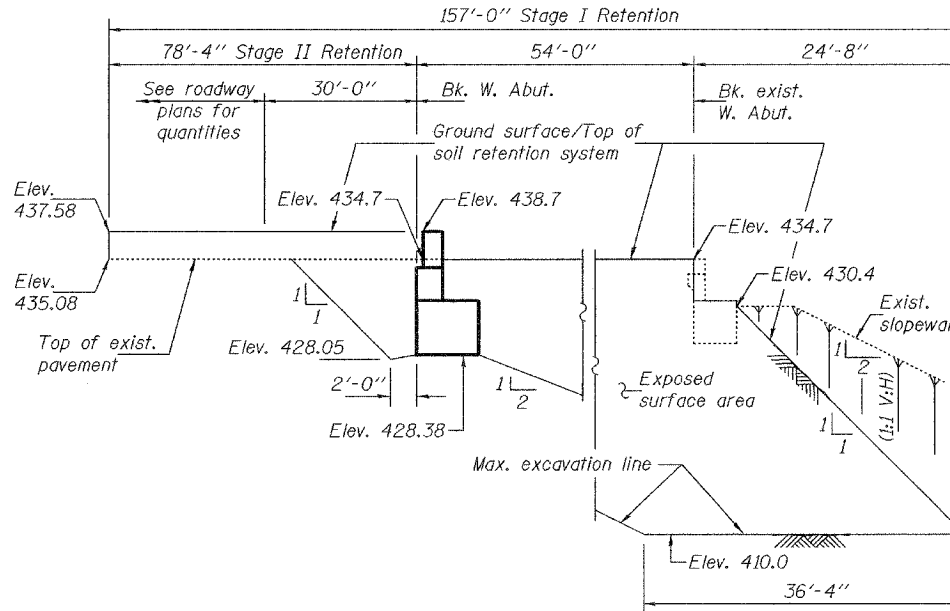 157'-0" Stage I Retention
78'-4" Stage II Retention
54'-0"
24'-8"
See roadway
plans for
quantities
30'-0"
Bk. W. Abut.
Bk. exist.
W. Abut.
Ground surface/Top of
soil retention system
Elev.
437.58
Elev. 434.7
Elev. 438.7
Elev. 434.7
Elev. 430.4
Elev.
435.08
1
1
Exist.
slopewal
Top of exist.
pavement
Elev. 428.05
2'-0"
1
2
Exposed
surface area
1
2
(1:1 V:H)
1
1
Elev. 428.38
Max. excavation line
Elev. 410.0
36'-4"